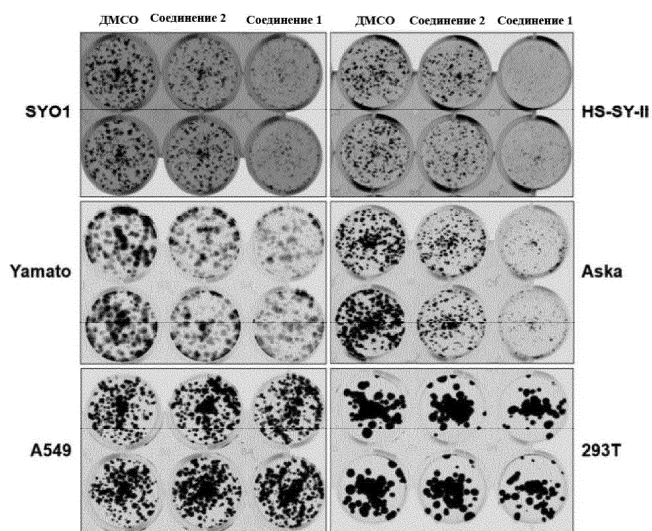 ДМСО Соединение 2 Соединение 1 ДМСО Соединение 2 Соединение 1
SYO1 HS-SY-II
Yamato Aska
A549 293T